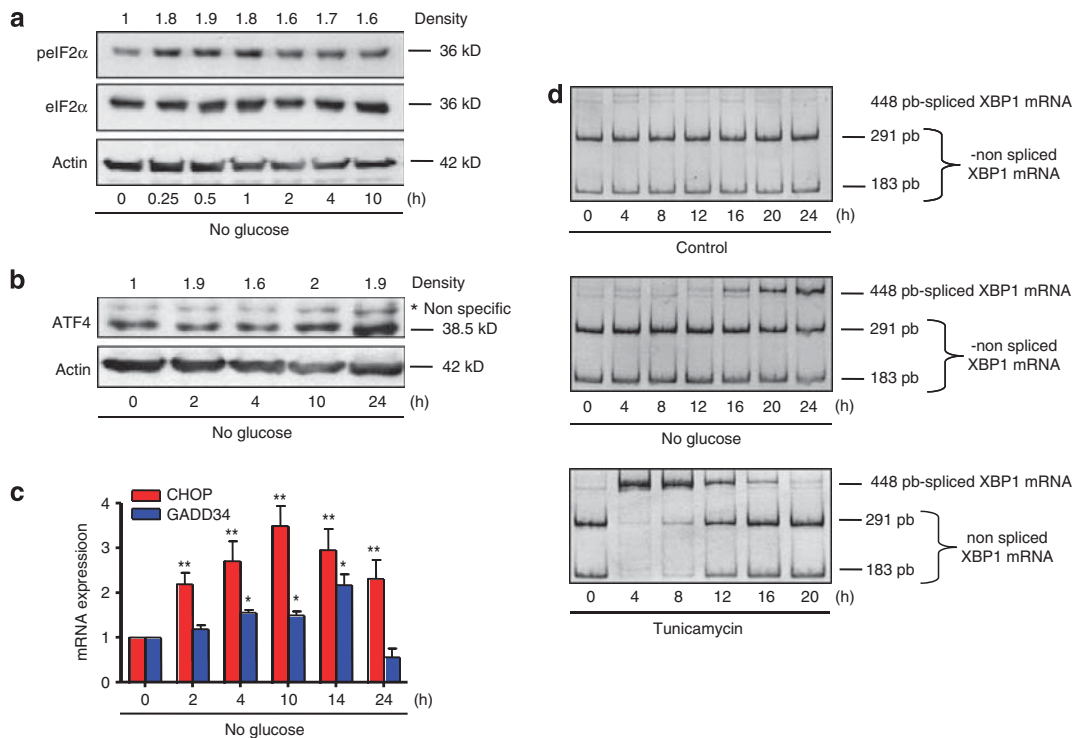 a
1 1.8 1.9 1.8 1.6 1.7 1.6 Density
peIF2α 36 kD
eIF2α 36 kD
Actin 42 kD
0 0.25 0.5 1 2 4 10 (h)
No glucose
b
1 1.9 1.6 2 1.9 Density
* Non specific
ATF4 38.5 kD
Actin 42 kD
0 2 4 10 24 (h)
No glucose
c
CHOP
GADD34
mRNA expressioon
4
3
2
1
0
** ** ** ** **
* * *
0 2 4 10 14 24 (h)
No glucose
d
448 pb-spliced XBP1 mRNA
291 pb
-non spliced
XBP1 mRNA
183 pb
0 4 8 12 16 20 24 (h)
Control
448 pb-spliced XBP1 mRNA
291 pb
-non spliced
XBP1 mRNA
183 pb
0 4 8 12 16 20 24 (h)
No glucose
448 pb-spliced XBP1 mRNA
291 pb
non spliced
XBP1 mRNA
183 pb
0 4 8 12 16 20 (h)
Tunicamycin